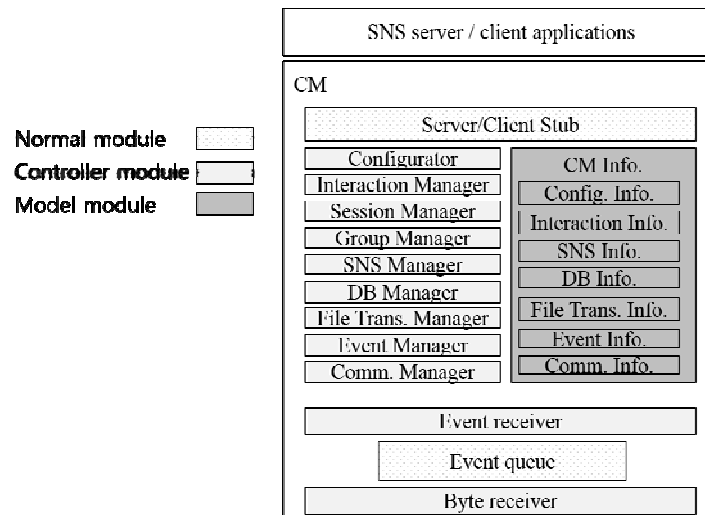 SNS server / client applications
CM
Server/Client Stub
Normal module
Controller module
Model module
Configurator
Interaction Manager
Session Manager
Group Manager
SNS Manager
DB Manager
File Trans. Manager
Event Manager
Comm. Manager
CM Info.
Config. Info.
Interaction Info.
SNS Info.
DB Info.
File Trans. Info.
Event Info.
Comm. Info.
Event receiver
Event queue
Byte receiver